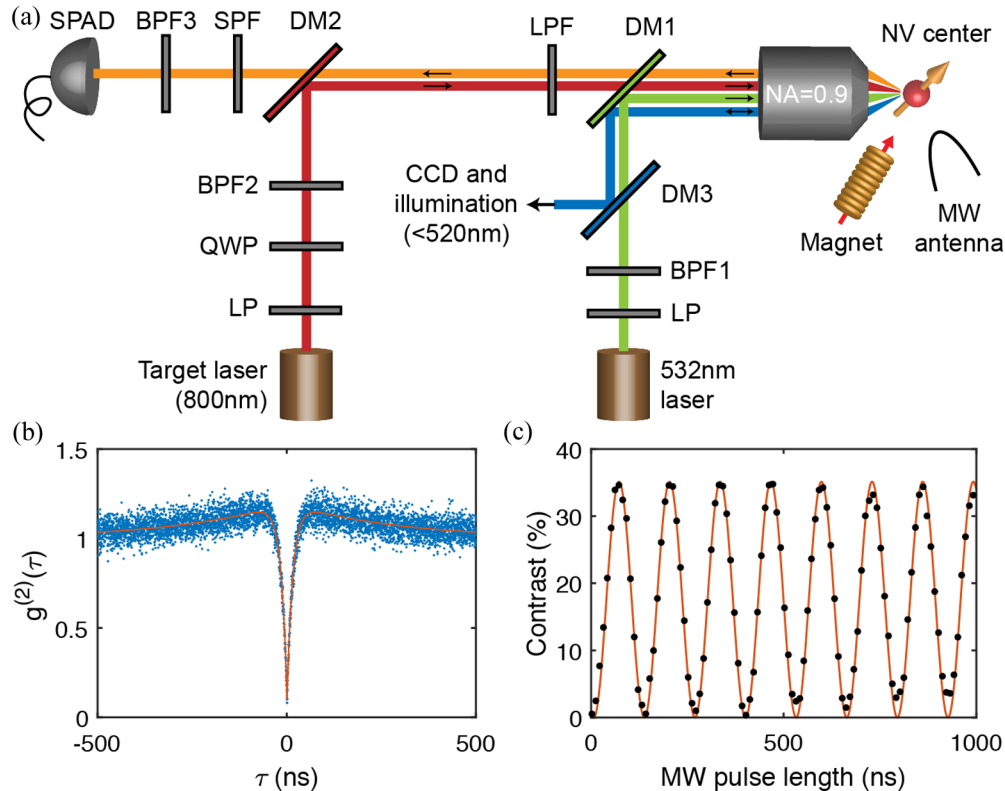 (a)
SPAD BPF3 SPF DM2 LPF DM1 NV center
NA=0.9
BPF2
QWP
LP
Target laser
(800nm)
CCD and
illumination
(<520nm)
DM3
BPF1
LP
532nm
laser
Magnet
MW
antenna
(b)
1.5
1
0.5
0
g(2)(τ)
-500 0 500
τ (ns)
(c)
40
30
20
10
0
Contrast (%)
0 500 1000
MW pulse length (ns)